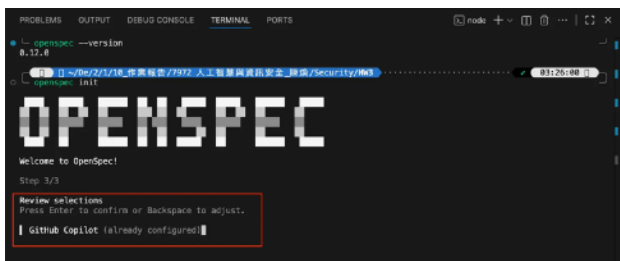 PROBLEMS OUTPUT DEBUG CONSOLE TERMINAL PORTS node
openspec --version
0.12.0
~/De/2/1/10_作業報告/7972 人工智慧與資訊安全_陳煥/Security/HW3 03:26:00
openspec init
OPENSPEC
Welcome to OpenSpec!
Step 3/3
Review selections
Press Enter to confirm or Backspace to adjust.
GitHub Copilot (already configured)